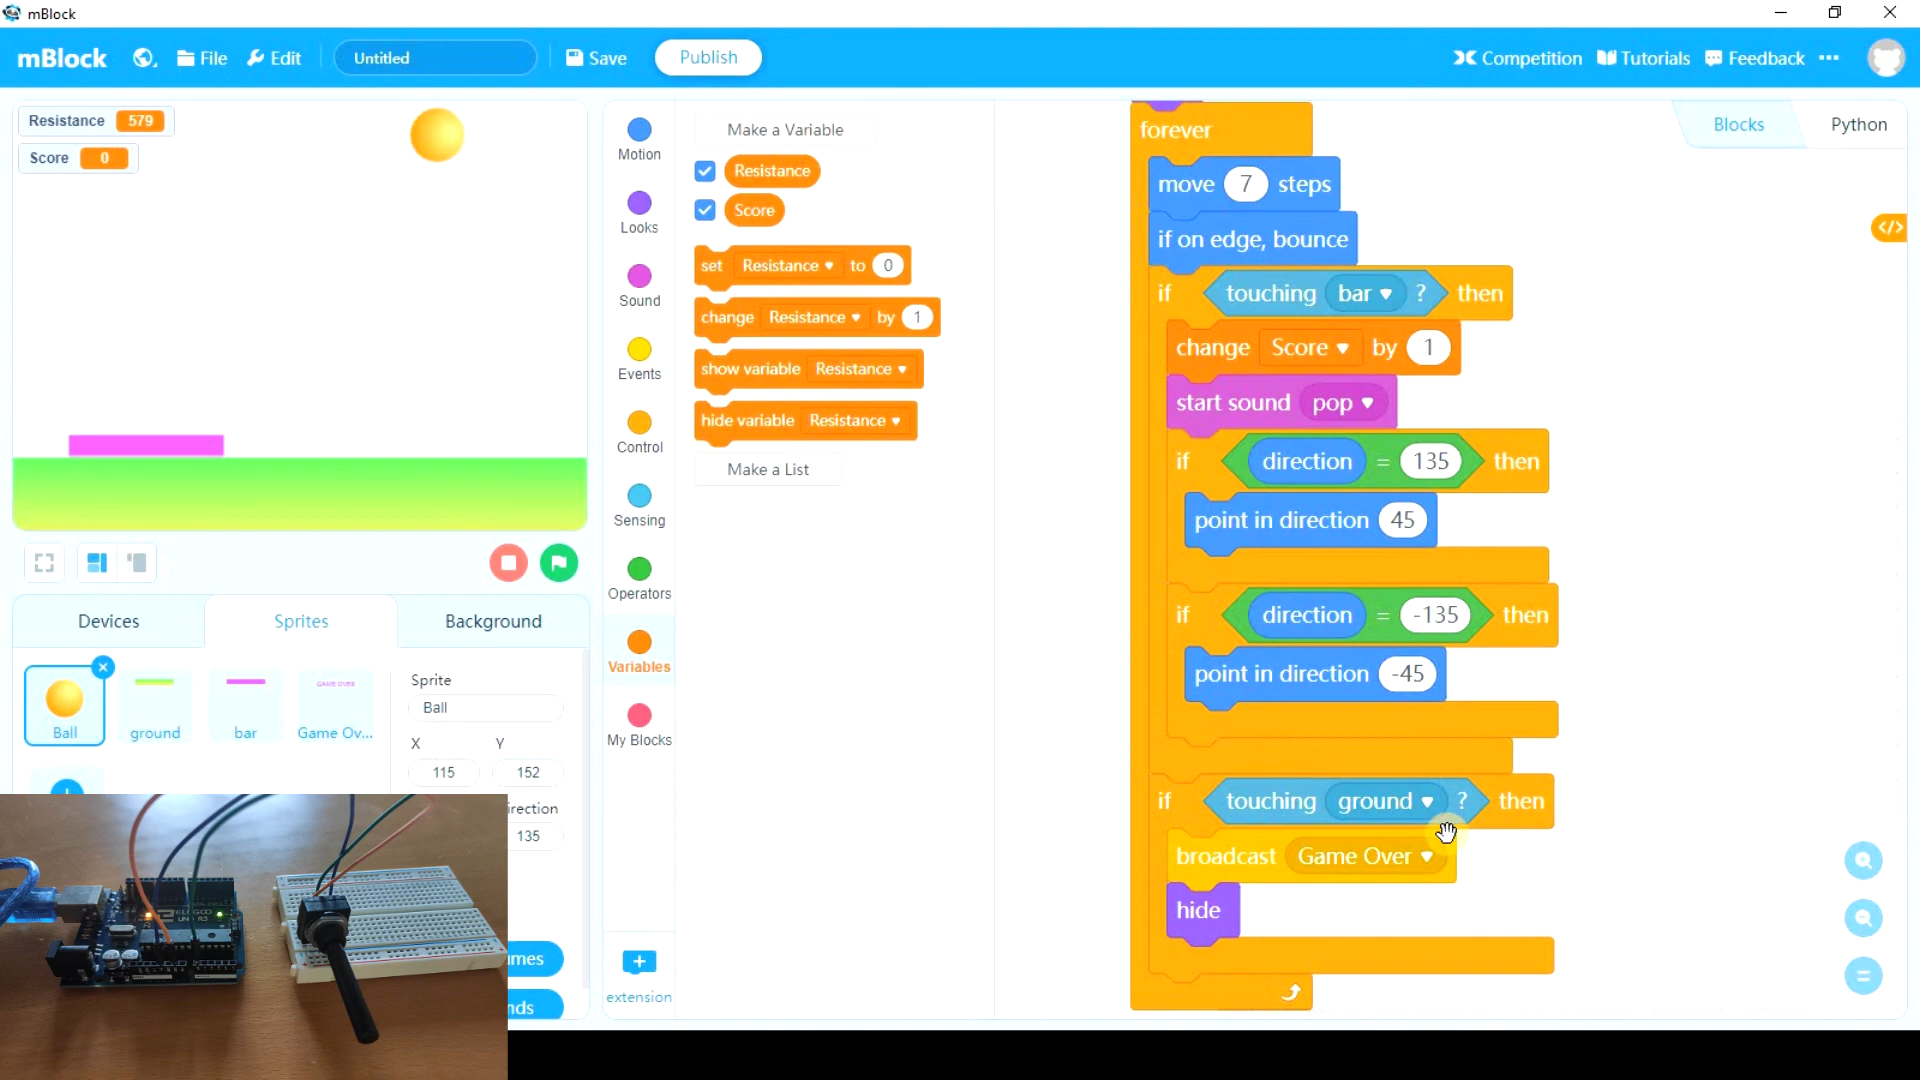 mBlock
mBlock File Edit Untitled Save Publish Competition Tutorials Feedback
Resistance 579
Score 0
Motion
Looks
Sound
Events
Control
Sensing
Operators
Variables
My Blocks
extension
Make a Variable
Resistance
Score
set Resistance to 0
change Resistance by 1
show variable Resistance
hide variable Resistance
Make a List
Blocks Python
</>
forever
move 7 steps
if on edge, bounce
if touching bar ? then
change Score by 1
start sound pop
if direction = 135 then
point in direction 45
if direction = -135 then
point in direction -45
if touching ground ? then
broadcast Game Over
hide
Devices Sprites Background
Ball ground bar Game Ov...
GAME OVER
Sprite
Ball
X Y
115 152
irection
135
mes
nds